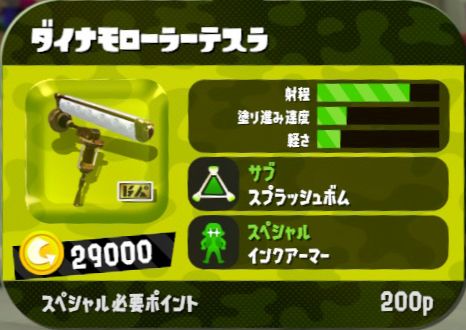 ダイナモローラーテスラ
射程
塗り進み速度
軽さ
サブ
スプラッシュボム
スペシャル
インクアーマー
29000
スペシャル必要ポイント 200p